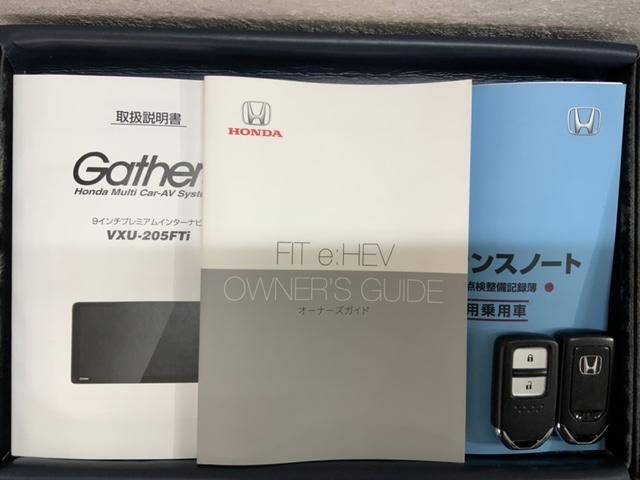 取扱説明書
Gather
Honda Multi Car-AV Syste
9インチプレミアムインターナビ
VXU-205FTi
HONDA
FIT e:HEV
OWNER'S GUIDE
オーナーズガイド
ンスノート
点検整備記録簿
用乗用車